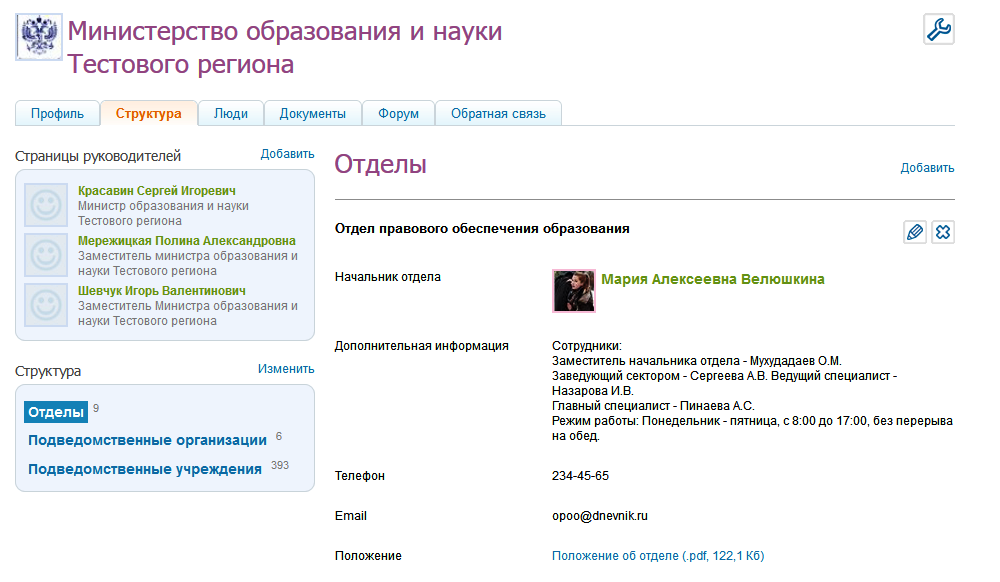 Министерство образования и науки
Тестового региона
Профиль
Структура
Люди
Документы
Форум
Обратная связь
Страницы руководителей
Добавить
Красавин Сергей Игоревич
Министр образования и науки
Тестового региона
Мережицкая Полина Александровна
Заместитель министра образования и
науки Тестового региона
Шевчук Игорь Валентинович
Заместитель Министра образования и
науки Тестового региона
Структура
Изменить
Отделы 9
Подведомственные организации 6
Подведомственные учреждения 393
Отделы
Добавить
Отдел правового обеспечения образования
Начальник отдела
Мария Алексеевна Велюшкина
Дополнительная информация
Сотрудники:
Заместитель начальника отдела - Мухудадаев О.М.
Заведующий сектором - Сергеева А.В. Ведущий специалист -
Назарова И.В.
Главный специалист - Пинаева А.С.
Режим работы: Понедельник - пятница, с 8:00 до 17:00, без перерыва
на обед.
Телефон
234-45-65
Email
opoo@dnevnik.ru
Положение
Положение об отделе (.pdf, 122,1 Кб)